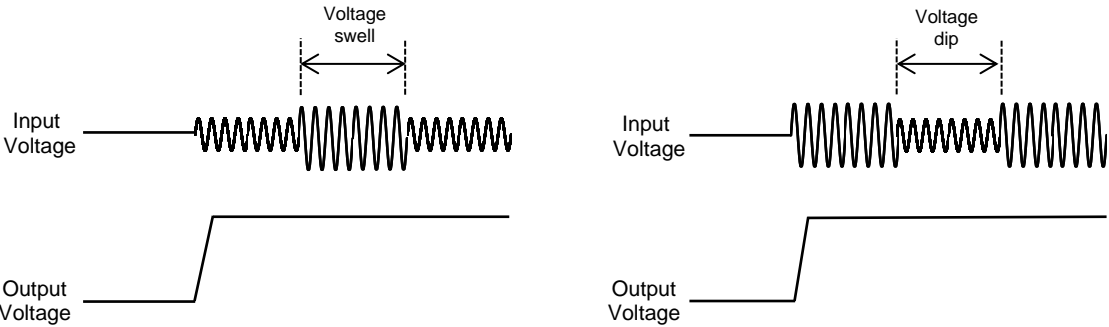 Voltage
swell
Input
Voltage
Output
Voltage
Voltage
dip
Input
Voltage
Output
Voltage